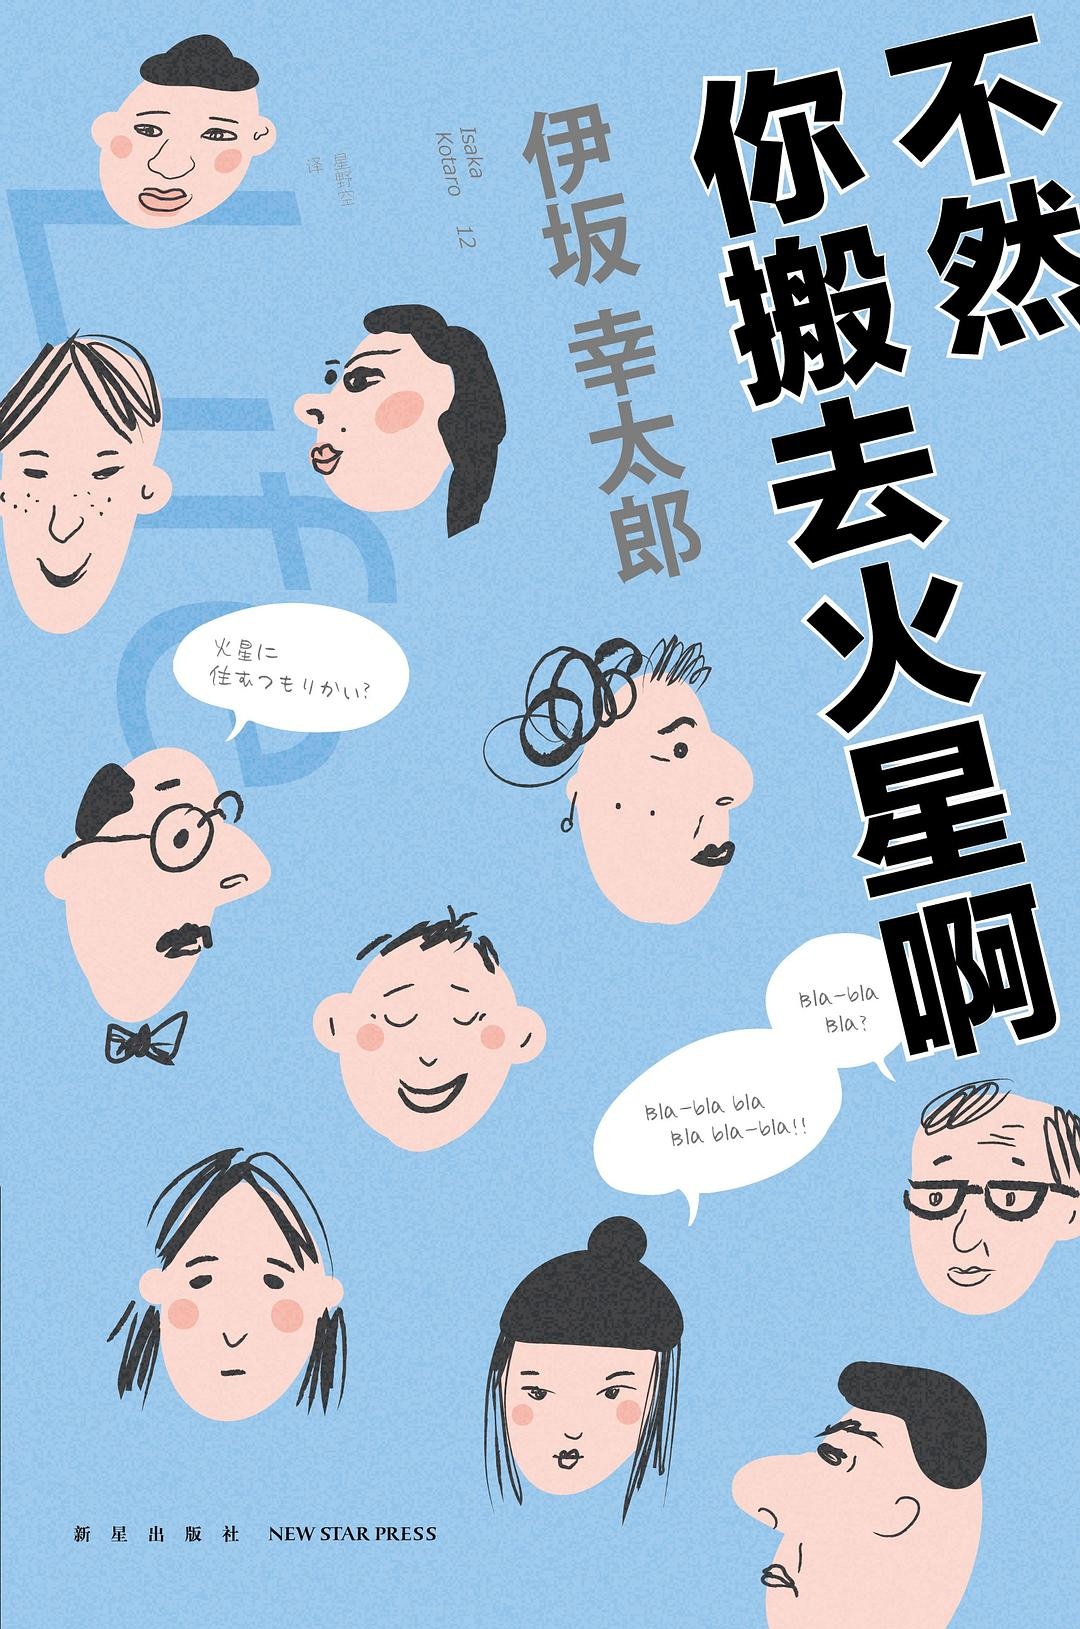 不然
你搬去火星啊
伊坂 幸太郎
Isaka
Kotaro 12
星野空
译
Life
火星に
住むつもりかい?
Bla-bla
Bla?
Bla-bla bla
Bla bla-bla!!
新星出版社 NEW STAR PRESS